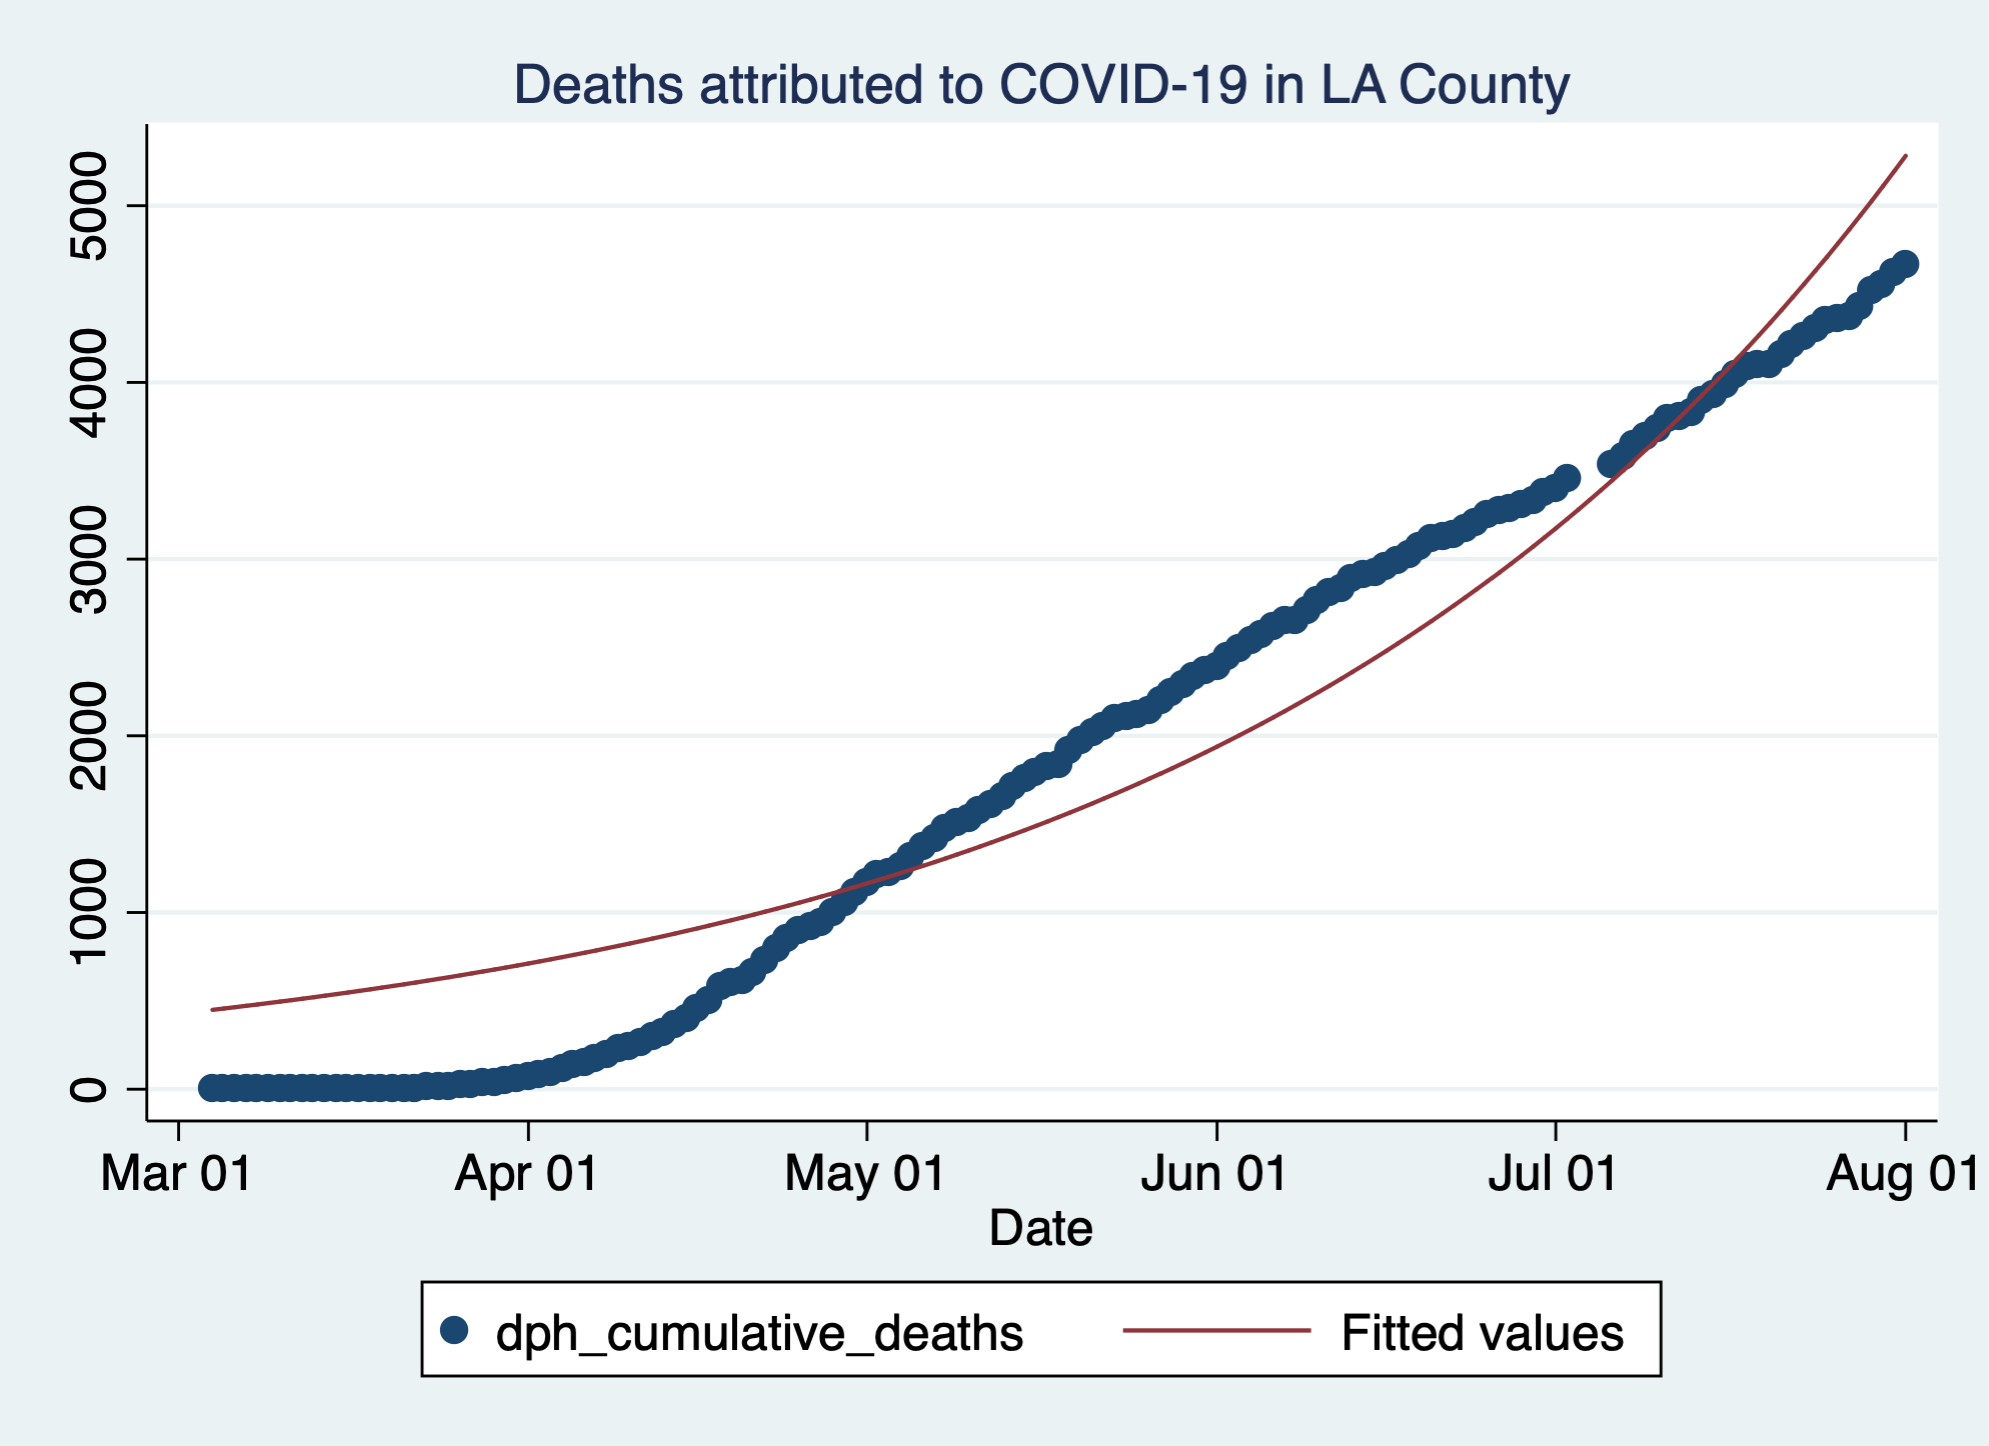 Deaths attributed to COVID-19 in LA County
5000
4000
3000
2000
1000
0
Mar 01 Apr 01 May 01 Jun 01 Jul 01 Aug 01
Date
dph_cumulative_deaths Fitted values